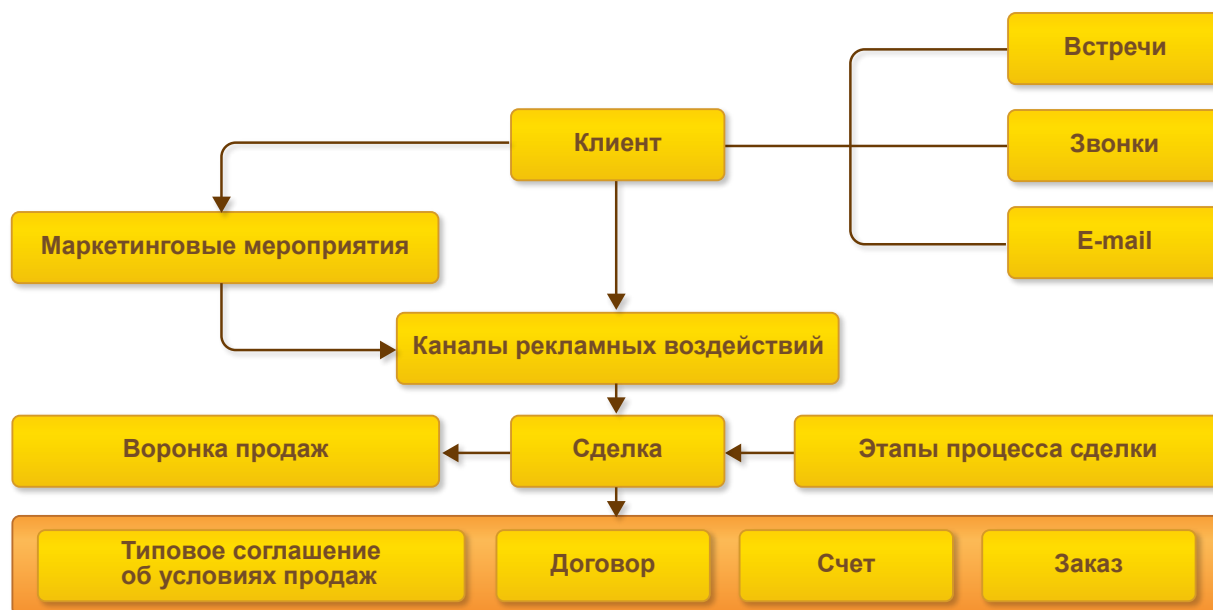 Встречи
Клиент
Звонки
Маркетинговые мероприятия
E-mail
Каналы рекламных воздействий
Воронка продаж
Сделка
Этапы процесса сделки
Типовое соглашение
об условиях продаж
Договор
Счет
Заказ